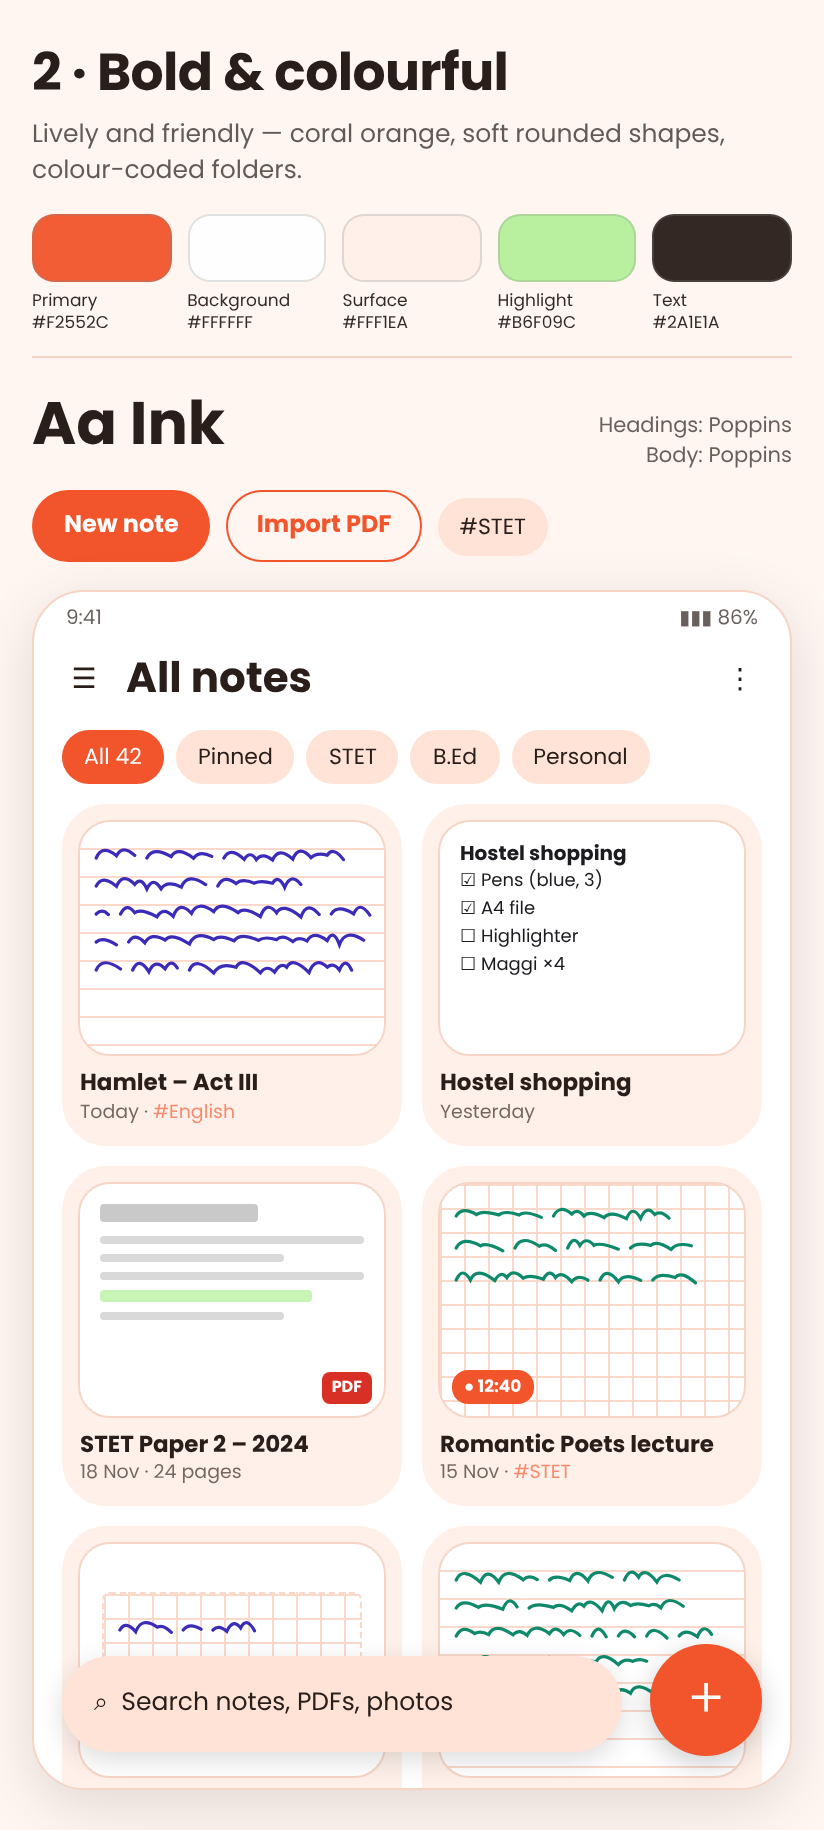 2 · Bold & colourful
Lively and friendly — coral orange, soft rounded shapes,
colour-coded folders.
Primary
#F2552C
Background
#FFFFFF
Surface
#FFF1EA
Highlight
#B6F09C
Text
#2A1E1A
Aa Ink
Headings: Poppins
Body: Poppins
New note
Import PDF
#STET
9:41
86%
☰ All notes ⋮
All 42
Pinned
STET
B.Ed
Personal
Hostel shopping
☑ Pens (blue, 3)
☑ A4 file
☐ Highlighter
☐ Maggi ×4
Hamlet – Act III
Today · #English
Hostel shopping
Yesterday
PDF
● 12:40
STET Paper 2 – 2024
18 Nov · 24 pages
Romantic Poets lecture
15 Nov · #STET
Search notes, PDFs, photos
+